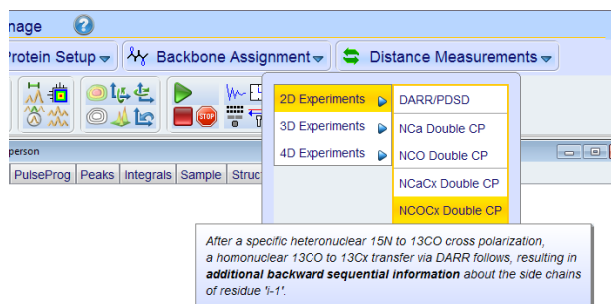 nage
Protein Setup Backbone Assignment Distance Measurements
STOP
2D Experiments DARR/PDSD
3D Experiments NCa Double CP
4D Experiments NCO Double CP
NCaCx Double CP
NCOCx Double CP
person
PulseProg Peaks Integrals Sample Struc
After a specific heteronuclear 15N to 13CO cross polarization,
a homonuclear 13CO to 13Cx transfer via DARR follows, resulting in
additional backward sequential information about the side chains
of residue 'i-1'.